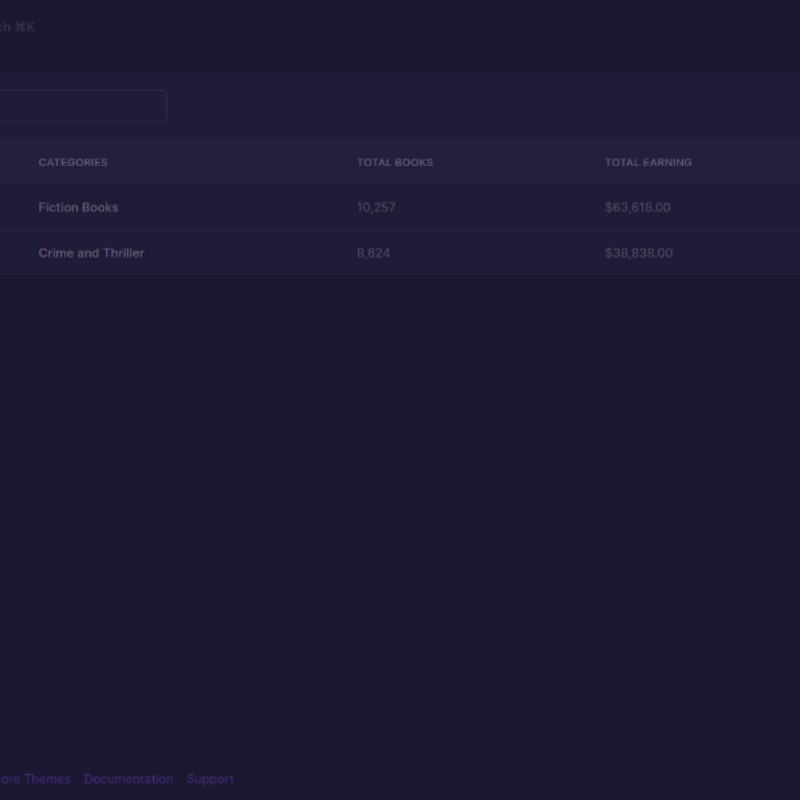 ch ⌘K
CATEGORIES TOTAL BOOKS TOTAL EARNING
Fiction Books 10,257 $63,618.00
Crime and Thriller 8,624 $38,838.00
ore Themes Documentation Support